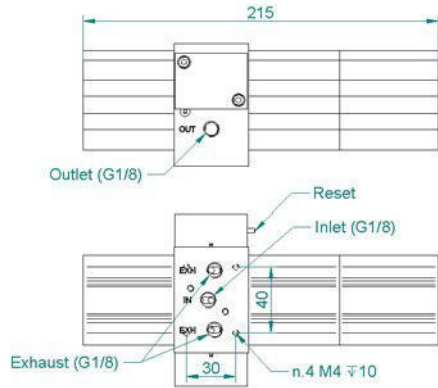 215
OUT
Outlet (G1/8)
Reset
Inlet (G1/8)
EXH
IN
40
EXH
Exhaust (G1/8)
30
n.4 M4 ↧10